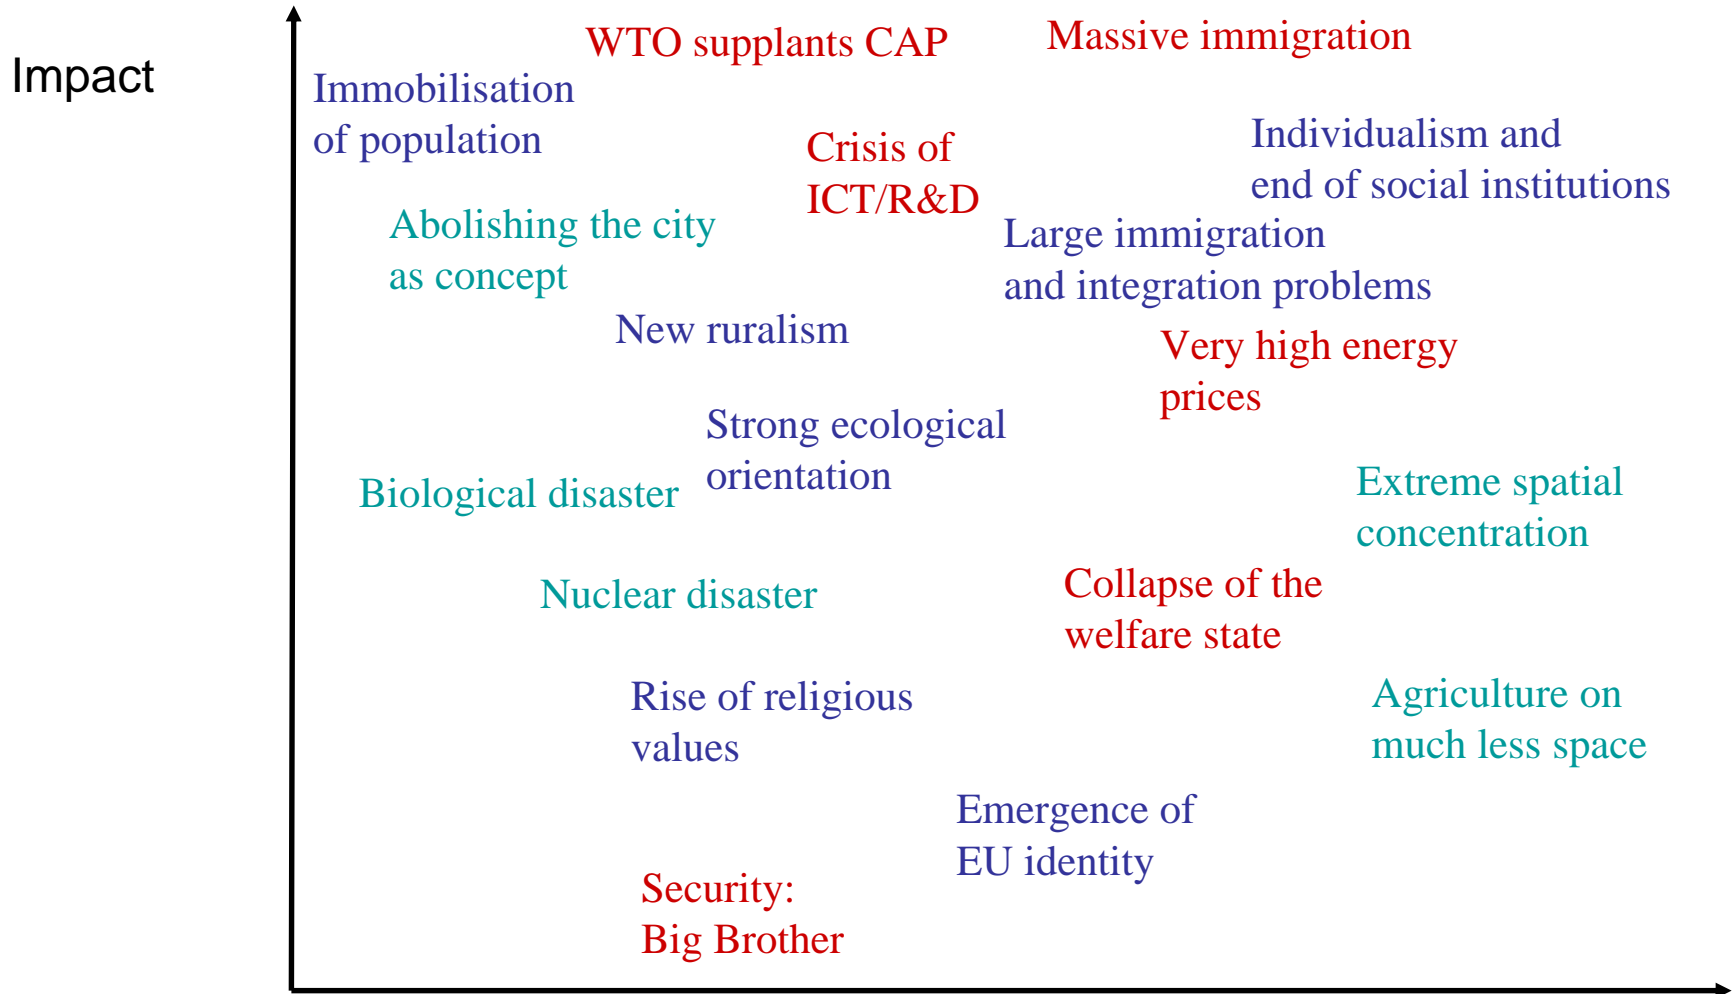 Impact
WTO supplants CAP
Massive immigration
Immobilisation
of population
Crisis of
ICT/R&D
Individualism and
end of social institutions
Abolishing the city
as concept
Large immigration
and integration problems
New ruralism
Very high energy
prices
Strong ecological
orientation
Biological disaster
Extreme spatial
concentration
Nuclear disaster
Collapse of the
welfare state
Rise of religious
values
Agriculture on
much less space
Emergence of
EU identity
Security:
Big Brother